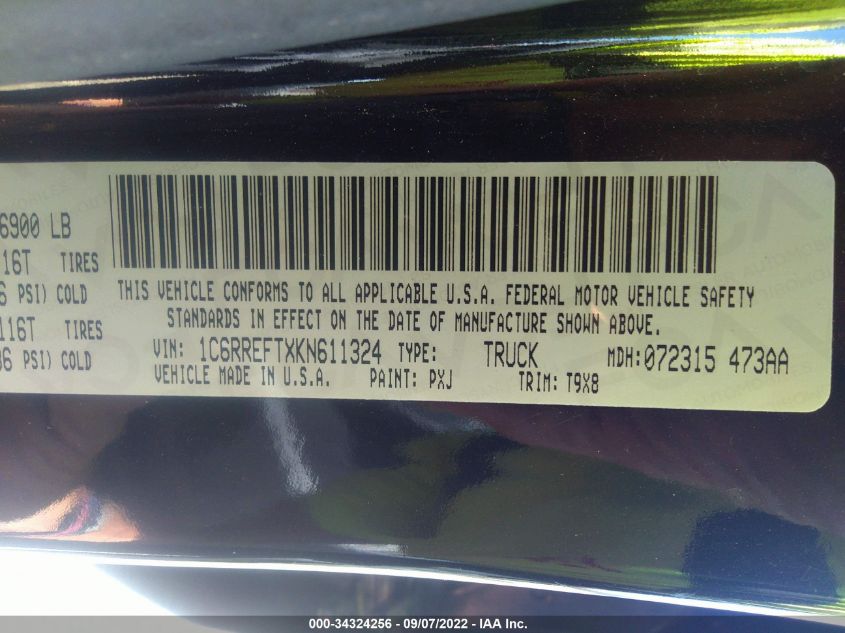 6900 LB
16T TIRES
6 PSI) COLD
116T TIRES
36 PSI) COLD
THIS VEHICLE CONFORMS TO ALL APPLICABLE U.S.A. FEDERAL MOTOR VEHICLE SAFETY
STANDARDS IN EFFECT ON THE DATE OF MANUFACTURE SHOWN ABOVE.
VIN: 1C6RREFTXKN611324 TYPE: TRUCK MDH:072315 473AA
VEHICLE MADE IN U.S.A. PAINT: PXJ TRIM: T9X8
000-34324256 - 09/07/2022 - IAA Inc.